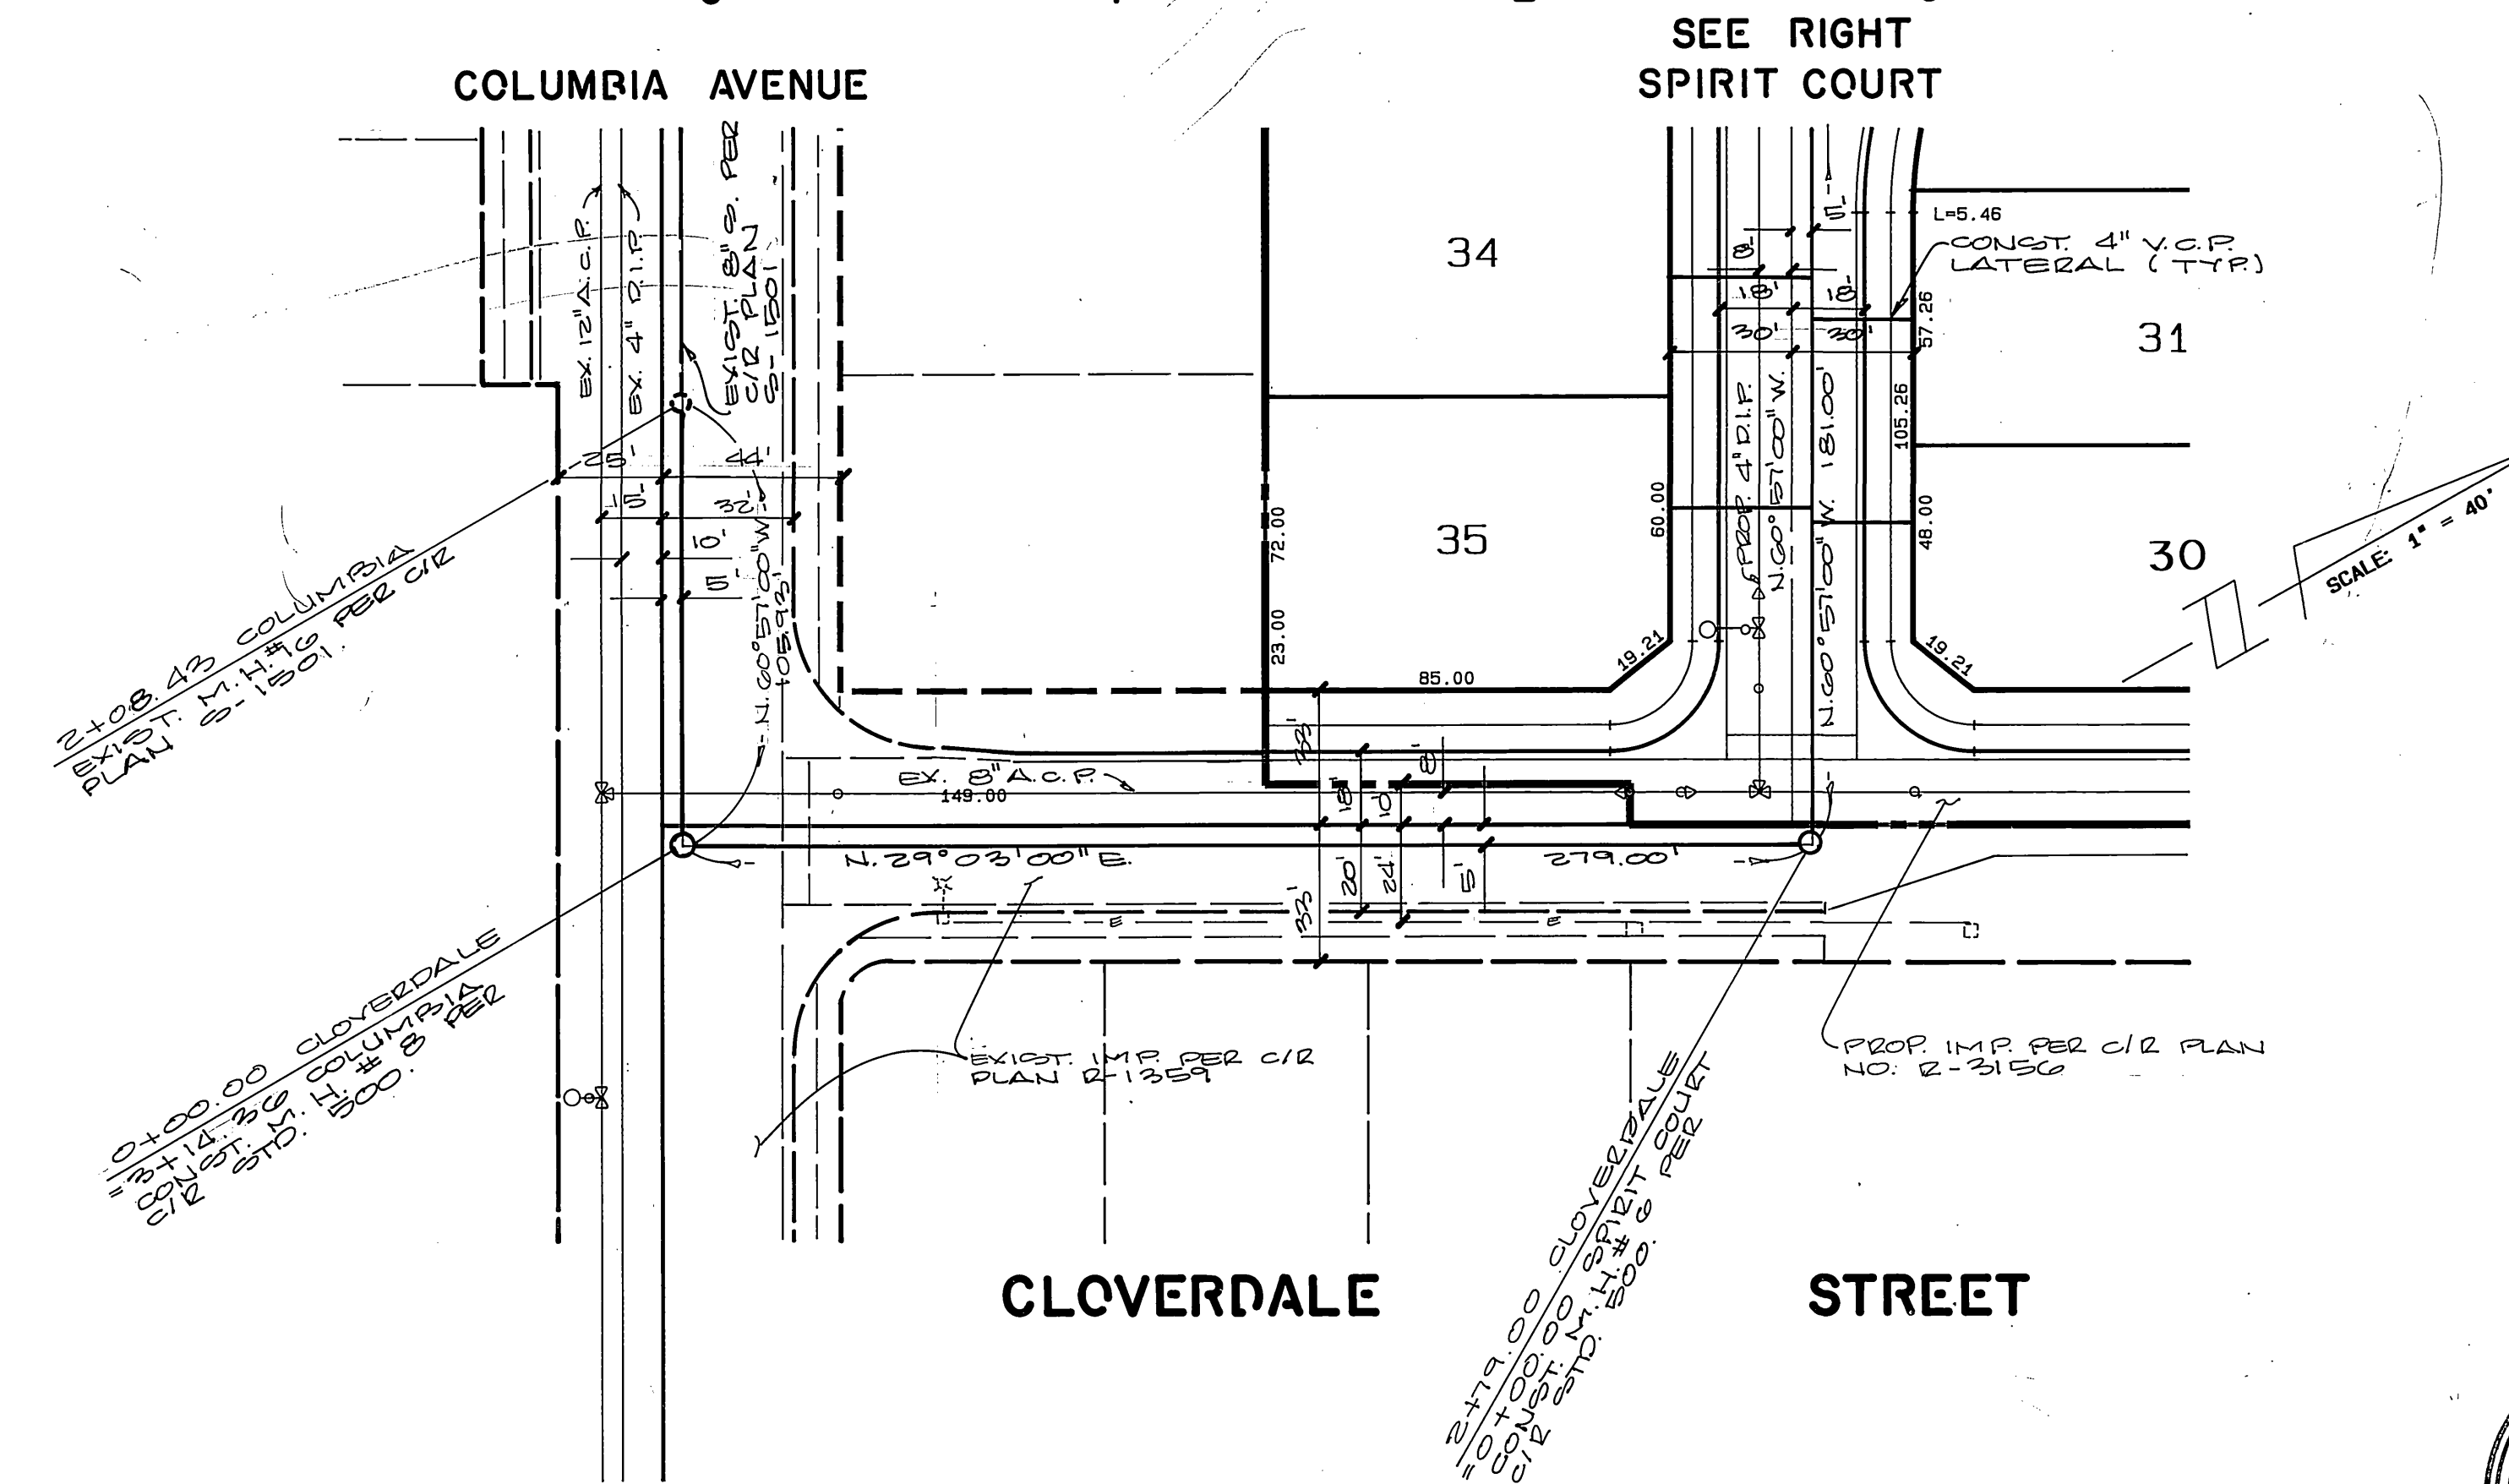 SEE RIGHT
COLUMBIA AVENUE
SPIRIT COURT
EX. 12" A.C.P.
EX. 4" D.I.P.
EXIST. 8" S. PER
C/R PLAN
S-1501
34
8'
5'
L=5.46
CONST. 4" V.C.P.
LATERAL (TYP.)
18'
18'
30'
30'
57.26
31
25'
44'
15'
32'
10'
5'
N.60°57'00"W.
105.93'
72.00
23.00
35
60.00
PROP. 4" D.I.P.
N.60°57'00"W.
N.60°57'00"W. 181.00'
105.26
48.00
30
SCALE: 1" = 40'
2+08.43 COLUMBIA
EXIST. M.H.#16 PER C/R
PLAN S-1501.
85.00
19.21
19.21
33'
EX. 8" A.C.P.
149.00
18'
10'
8'
N. 29°03'00" E.
279.00'
20'
24'
5'
33'
E
E
0+00.00 CLOVERDALE
= 3+14.36 COLUMBIA
CONST. M.H.# 8 PER
C/R STD. 500.
EXIST. IMP. PER C/R
PLAN R-1359
PROP. IMP. PER C/R PLAN
NO. R-3156
2+79.00 CLOVERDALE
= 0+00.00 SPIRIT COURT
CONST. M.H.# 6 PER
C/R STD. 500.
CLOVERDALE STREET